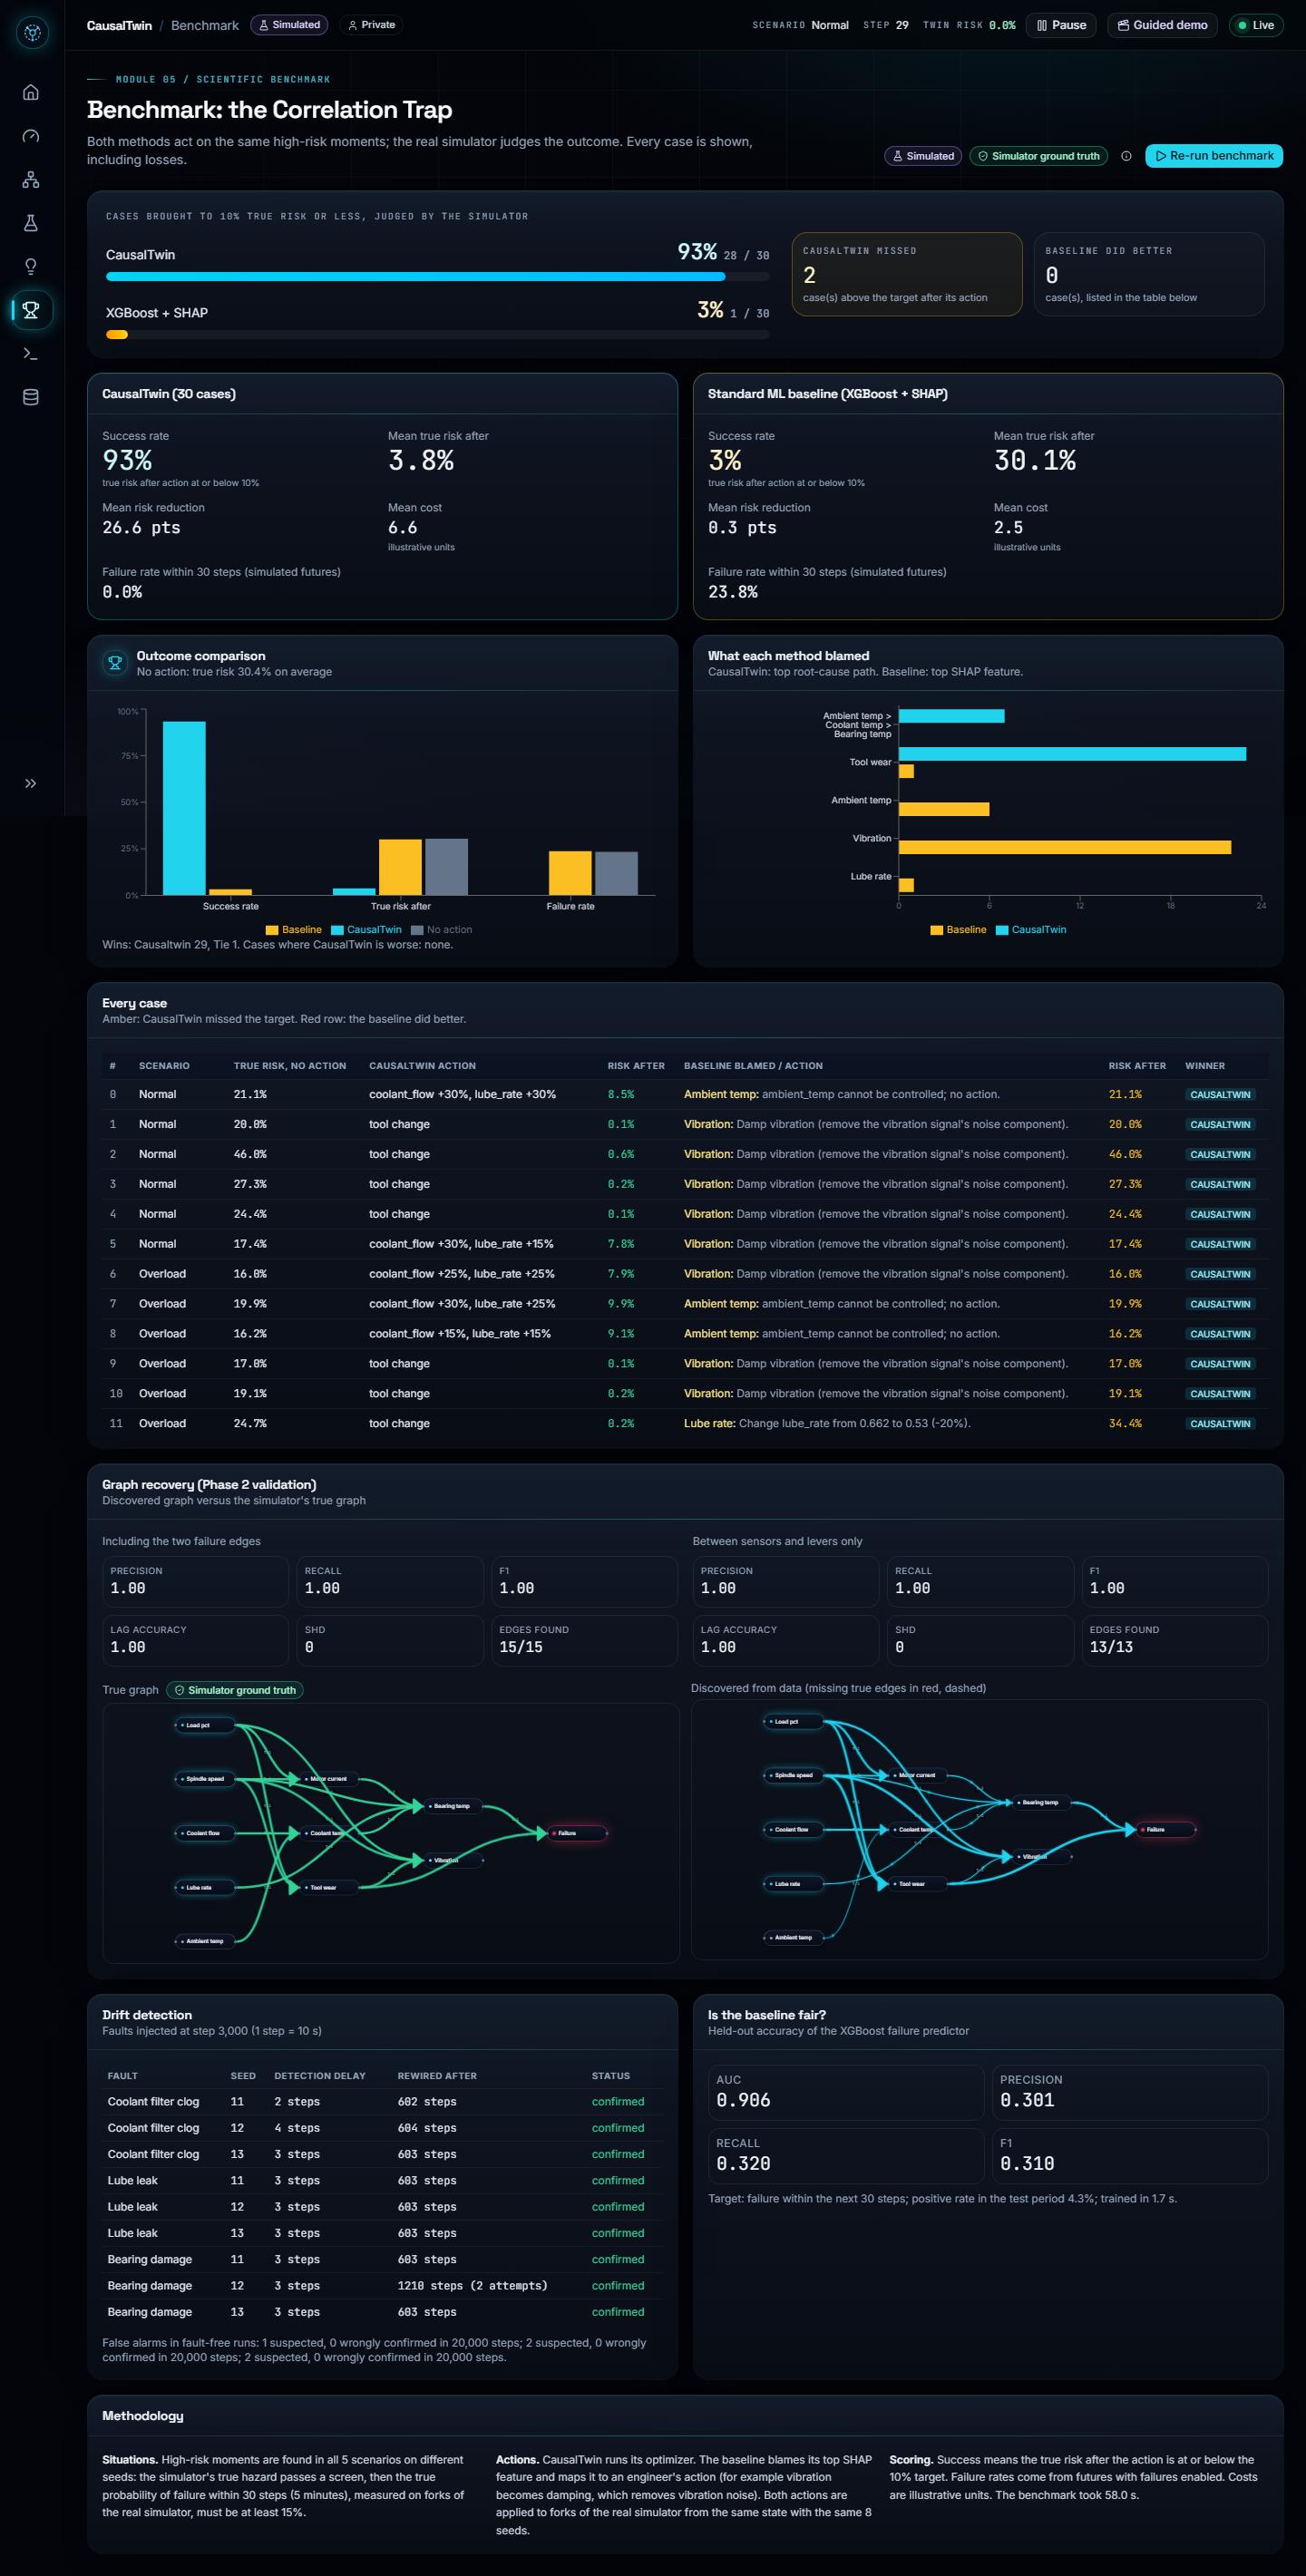 CausalTwin / Benchmark Simulated Private
SCENARIO Normal STEP 29 TWIN RISK 0.0% Pause Guided demo Live
MODULE 05 / SCIENTIFIC BENCHMARK
Benchmark: the Correlation Trap
Both methods act on the same high-risk moments; the real simulator judges the outcome. Every case is shown,
including losses.
Simulated Simulator ground truth Re-run benchmark
CASES BROUGHT TO 10% TRUE RISK OR LESS, JUDGED BY THE SIMULATOR
CausalTwin 93% 28 / 30
XGBoost + SHAP 3% 1 / 30
CAUSALTWIN MISSED
2
case(s) above the target after its action
BASELINE DID BETTER
0
case(s), listed in the table below
CausalTwin (30 cases)
Success rate Mean true risk after
93% 3.8%
true risk after action at or below 10%
Mean risk reduction Mean cost
26.6 pts 6.6
illustrative units
Failure rate within 30 steps (simulated futures)
0.0%
Standard ML baseline (XGBoost + SHAP)
Success rate Mean true risk after
3% 30.1%
true risk after action at or below 10%
Mean risk reduction Mean cost
0.3 pts 2.5
illustrative units
Failure rate within 30 steps (simulated futures)
23.8%
Outcome comparison
No action: true risk 30.4% on average
100%
75%
50%
25%
0%
Success rate True risk after Failure rate
Baseline CausalTwin No action
Wins: Causaltwin 29, Tie 1. Cases where CausalTwin is worse: none.
What each method blamed
CausalTwin: top root-cause path. Baseline: top SHAP feature.
Ambient temp >
Coolant temp >
Bearing temp
Tool wear
Ambient temp
Vibration
Lube rate
0 6 12 18 24
Baseline CausalTwin
Every case
Amber: CausalTwin missed the target. Red row: the baseline did better.
# SCENARIO TRUE RISK, NO ACTION CAUSALTWIN ACTION RISK AFTER BASELINE BLAMED / ACTION RISK AFTER WINNER
0 Normal 21.1% coolant_flow +30%, lube_rate +30% 8.5% Ambient temp: ambient_temp cannot be controlled; no action. 21.1% CAUSALTWIN
1 Normal 20.0% tool change 0.1% Vibration: Damp vibration (remove the vibration signal's noise component). 20.0% CAUSALTWIN
2 Normal 46.0% tool change 0.6% Vibration: Damp vibration (remove the vibration signal's noise component). 46.0% CAUSALTWIN
3 Normal 27.3% tool change 0.2% Vibration: Damp vibration (remove the vibration signal's noise component). 27.3% CAUSALTWIN
4 Normal 24.4% tool change 0.1% Vibration: Damp vibration (remove the vibration signal's noise component). 24.4% CAUSALTWIN
5 Normal 17.4% coolant_flow +30%, lube_rate +15% 7.8% Vibration: Damp vibration (remove the vibration signal's noise component). 17.4% CAUSALTWIN
6 Overload 16.0% coolant_flow +25%, lube_rate +25% 7.9% Vibration: Damp vibration (remove the vibration signal's noise component). 16.0% CAUSALTWIN
7 Overload 19.9% coolant_flow +30%, lube_rate +25% 9.9% Ambient temp: ambient_temp cannot be controlled; no action. 19.9% CAUSALTWIN
8 Overload 16.2% coolant_flow +15%, lube_rate +15% 9.1% Ambient temp: ambient_temp cannot be controlled; no action. 16.2% CAUSALTWIN
9 Overload 17.0% tool change 0.1% Vibration: Damp vibration (remove the vibration signal's noise component). 17.0% CAUSALTWIN
10 Overload 19.1% tool change 0.2% Vibration: Damp vibration (remove the vibration signal's noise component). 19.1% CAUSALTWIN
11 Overload 24.7% tool change 0.2% Lube rate: Change lube_rate from 0.662 to 0.53 (-20%). 34.4% CAUSALTWIN
Graph recovery (Phase 2 validation)
Discovered graph versus the simulator's true graph
Including the two failure edges
PRECISION RECALL F1
1.00 1.00 1.00
LAG ACCURACY SHD EDGES FOUND
1.00 0 15/15
Between sensors and levers only
PRECISION RECALL F1
1.00 1.00 1.00
LAG ACCURACY SHD EDGES FOUND
1.00 0 13/13
True graph Simulator ground truth
Load pct
Spindle speed
Motor current
Bearing temp
Coolant flow
Coolant temp
Failure
Vibration
Lube rate
Tool wear
Ambient temp
Discovered from data (missing true edges in red, dashed)
Load pct
Spindle speed
Motor current
Bearing temp
Coolant flow
Coolant temp
Failure
Vibration
Lube rate
Tool wear
Ambient temp
Drift detection
Faults injected at step 3,000 (1 step = 10 s)
FAULT SEED DETECTION DELAY REWIRED AFTER STATUS
Coolant filter clog 11 2 steps 602 steps confirmed
Coolant filter clog 12 4 steps 604 steps confirmed
Coolant filter clog 13 3 steps 603 steps confirmed
Lube leak 11 3 steps 603 steps confirmed
Lube leak 12 3 steps 603 steps confirmed
Lube leak 13 3 steps 603 steps confirmed
Bearing damage 11 3 steps 603 steps confirmed
Bearing damage 12 3 steps 1210 steps (2 attempts) confirmed
Bearing damage 13 3 steps 603 steps confirmed
False alarms in fault-free runs: 1 suspected, 0 wrongly confirmed in 20,000 steps; 2 suspected, 0 wrongly
confirmed in 20,000 steps; 2 suspected, 0 wrongly confirmed in 20,000 steps.
Is the baseline fair?
Held-out accuracy of the XGBoost failure predictor
AUC PRECISION
0.906 0.301
RECALL F1
0.320 0.310
Target: failure within the next 30 steps; positive rate in the test period 4.3%; trained in 1.7 s.
Methodology
Situations. High-risk moments are found in all 5 scenarios on different
seeds: the simulator's true hazard passes a screen, then the true
probability of failure within 30 steps (5 minutes), measured on forks of
the real simulator, must be at least 15%.
Actions. CausalTwin runs its optimizer. The baseline blames its top SHAP
feature and maps it to an engineer's action (for example vibration
becomes damping, which removes vibration noise). Both actions are
applied to forks of the real simulator from the same state with the same 8
seeds.
Scoring. Success means the true risk after the action is at or below the
10% target. Failure rates come from futures with failures enabled. Costs
are illustrative units. The benchmark took 58.0 s.